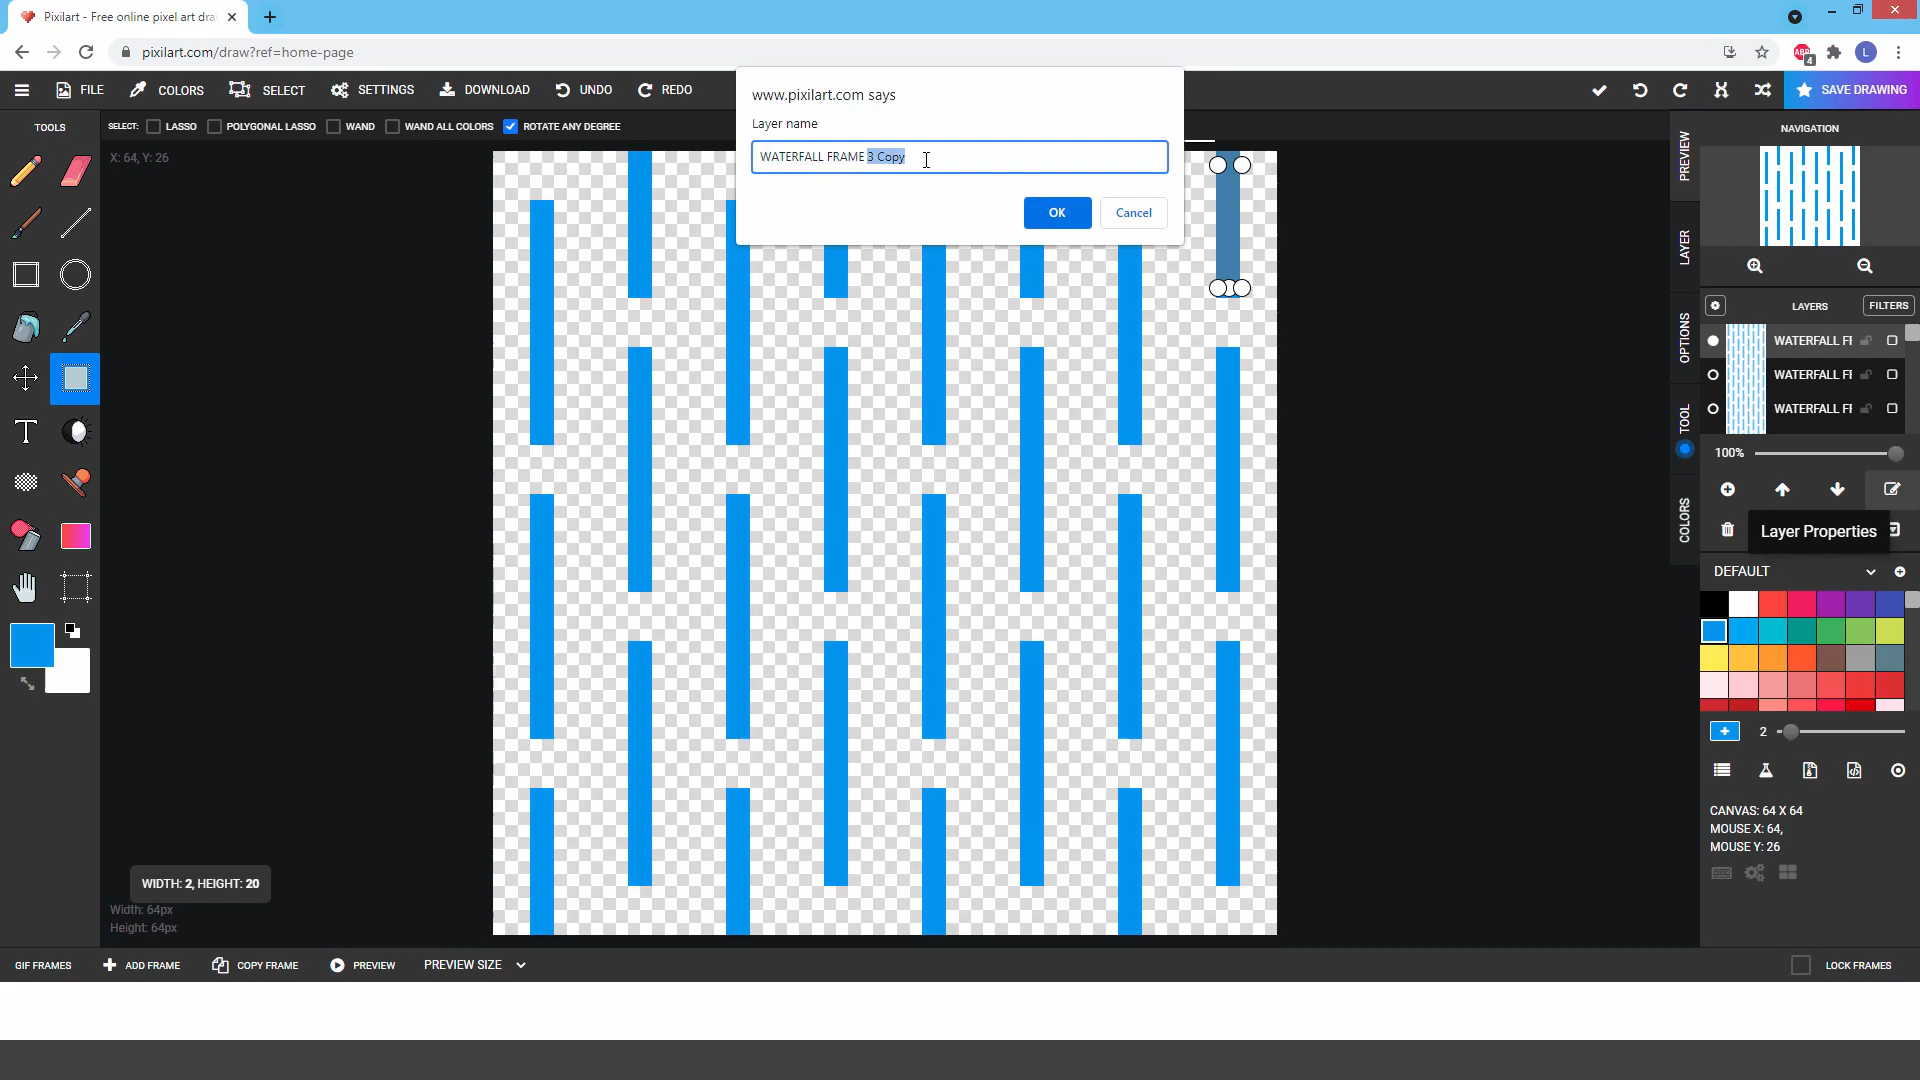 Pixilart - Free online pixel art dra
pixilart.com/draw?ref=home-page
ABP
4
L
FILE
COLORS
SELECT
SETTINGS
DOWNLOAD
UNDO
REDO
SAVE DRAWING
www.pixilart.com says
Layer name
WATERFALL FRAME 3 Copy
OK
Cancel
TOOLS
SELECT:
LASSO
POLYGONAL LASSO
WAND
WAND ALL COLORS
ROTATE ANY DEGREE
X: 64, Y: 26
NAVIGATION
PREVIEW
LAYER
OPTIONS
TOOL
COLORS
LAYERS
FILTERS
WATERFALL FI
WATERFALL FI
WATERFALL FI
100%
Layer Properties
DEFAULT
2
CANVAS: 64 X 64
MOUSE X: 64,
MOUSE Y: 26
WIDTH: 2, HEIGHT: 20
Width: 64px
Height: 64px
GIF FRAMES
ADD FRAME
COPY FRAME
PREVIEW
PREVIEW SIZE
LOCK FRAMES